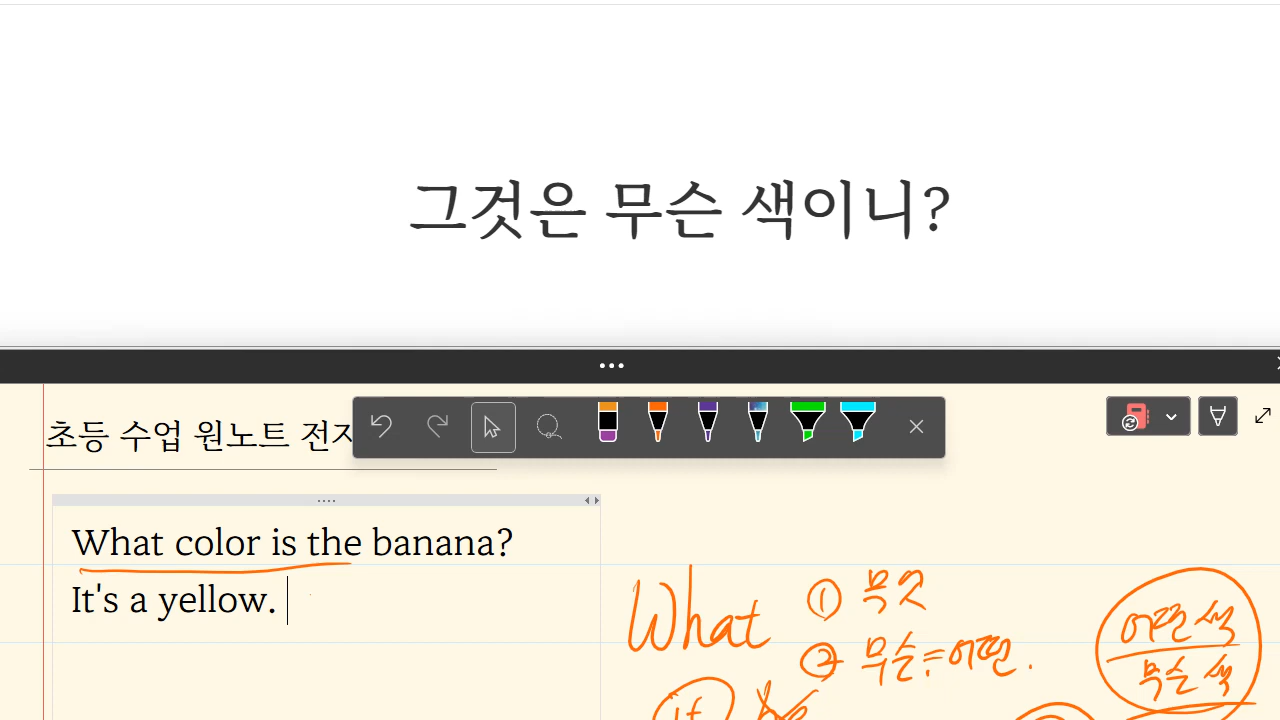 그것은 무슨 색이니?
초등 수업 원노트 전자
What color is the banana?
It's a yellow.
What ① 무엇
② 무슨=어떤.
어떤 색
무슨 색
if